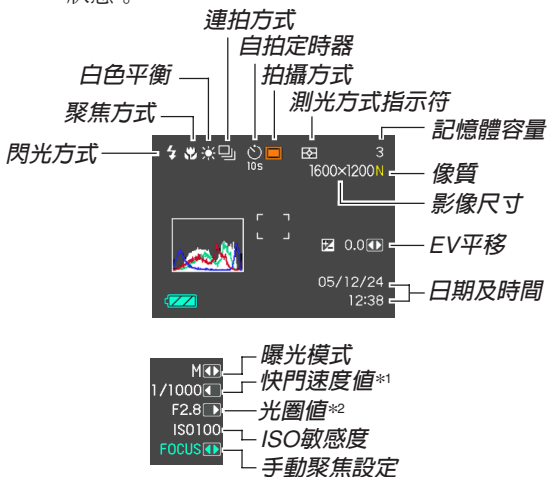 狀態。
連拍方式
自拍定時器
白色平衡
拍攝方式
聚焦方式
測光方式指示符
記憶體容量
閃光方式
3
10s
1600×1200N
像質
影像尺寸
0.0
EV平移
05/12/24
12:38
日期及時間
M
曝光模式
1/1000
快門速度值*1
F2.8
光圈值*2
ISO100
ISO敏感度
FOCUS
手動聚焦設定